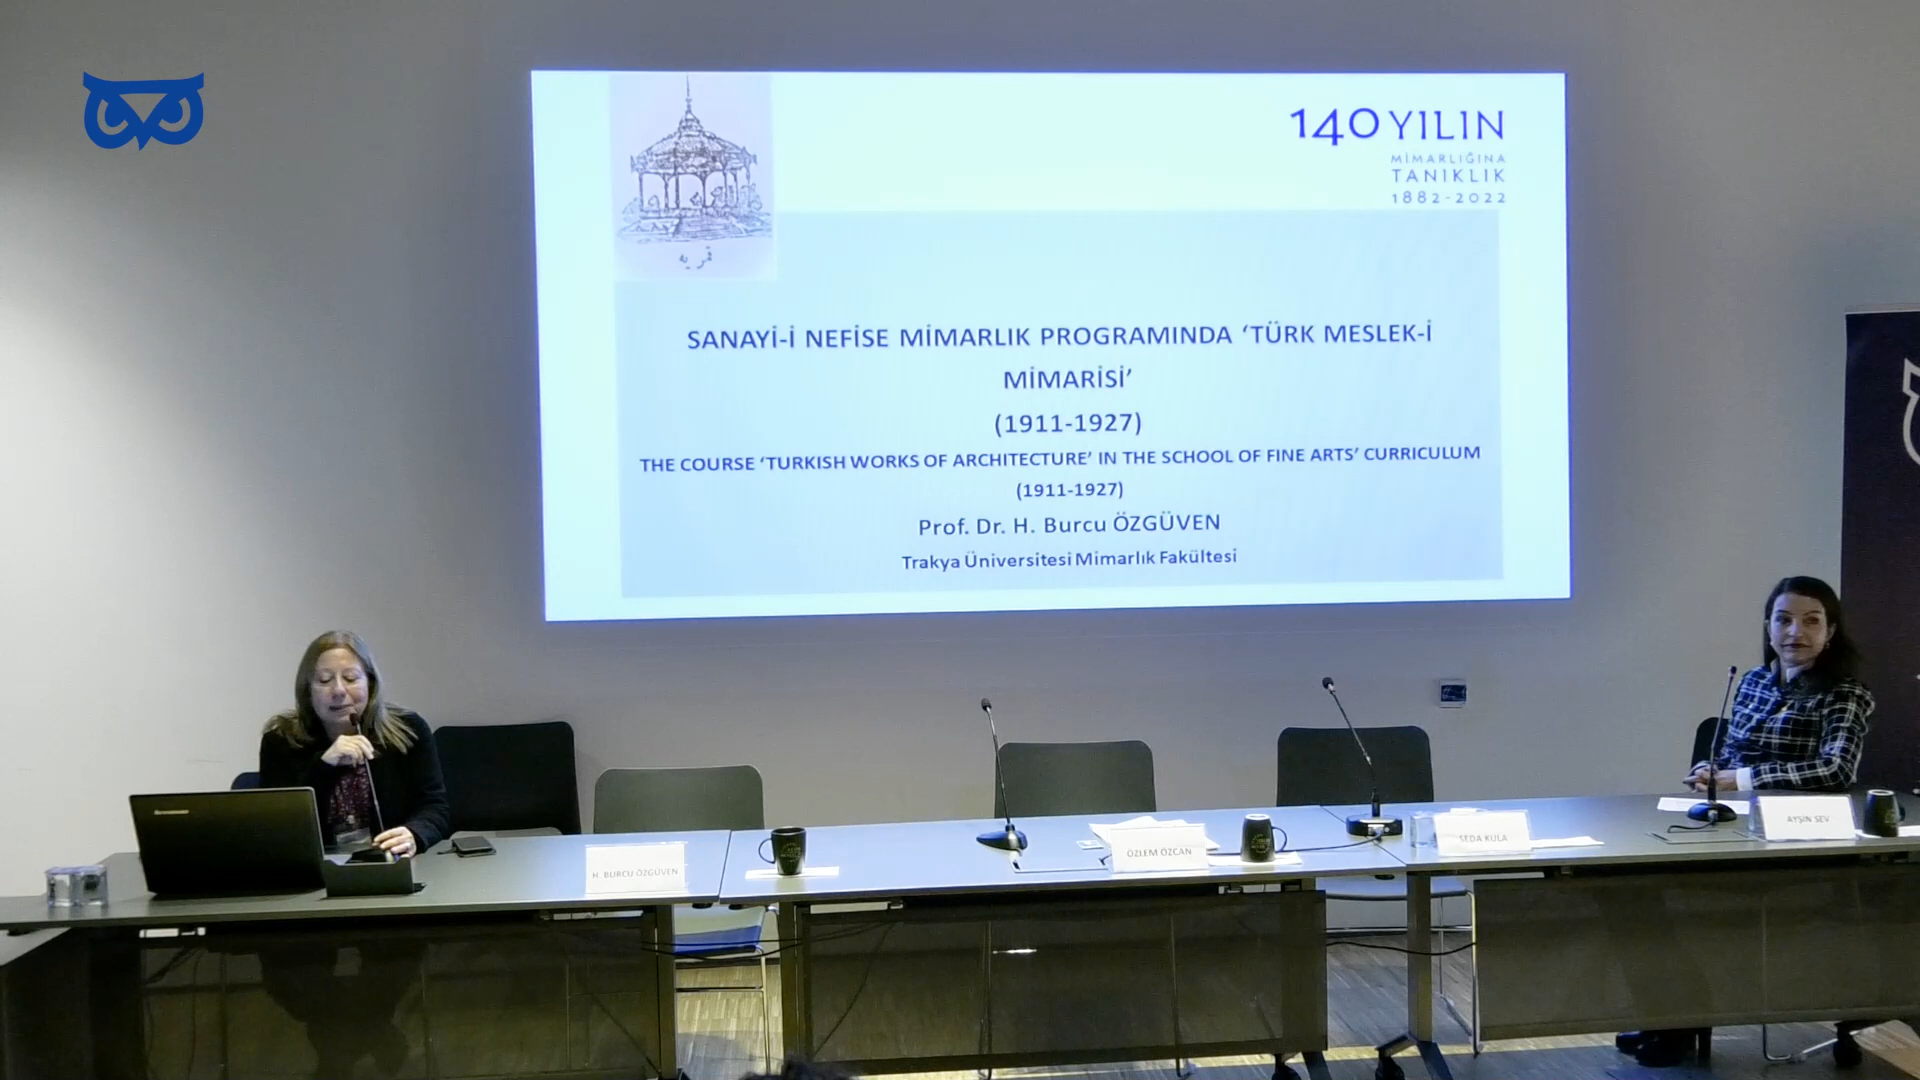 140 YILIN
MİMARLIĞINA
TANIKLIK
1882-2022
قمریه
SANAYİ-İ NEFİSE MİMARLIK PROGRAMINDA ‘TÜRK MESLEK-İ
MİMARİSİ’
(1911-1927)
THE COURSE ‘TURKISH WORKS OF ARCHITECTURE’ IN THE SCHOOL OF FINE ARTS’ CURRICULUM
(1911-1927)
Prof. Dr. H. Burcu ÖZGÜVEN
Trakya Üniversitesi Mimarlık Fakültesi
H. BURCU ÖZGÜVEN
ÖZLEM ÖZCAN
SEDA KULA
AYŞİN SEV